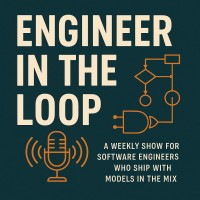 ENGINEER
IN THE
LOOP
A WEEKLY SHOW FOR
SOFTWARE ENGINEERS
WHO SHIP WITH
MODELS IN THE MIX